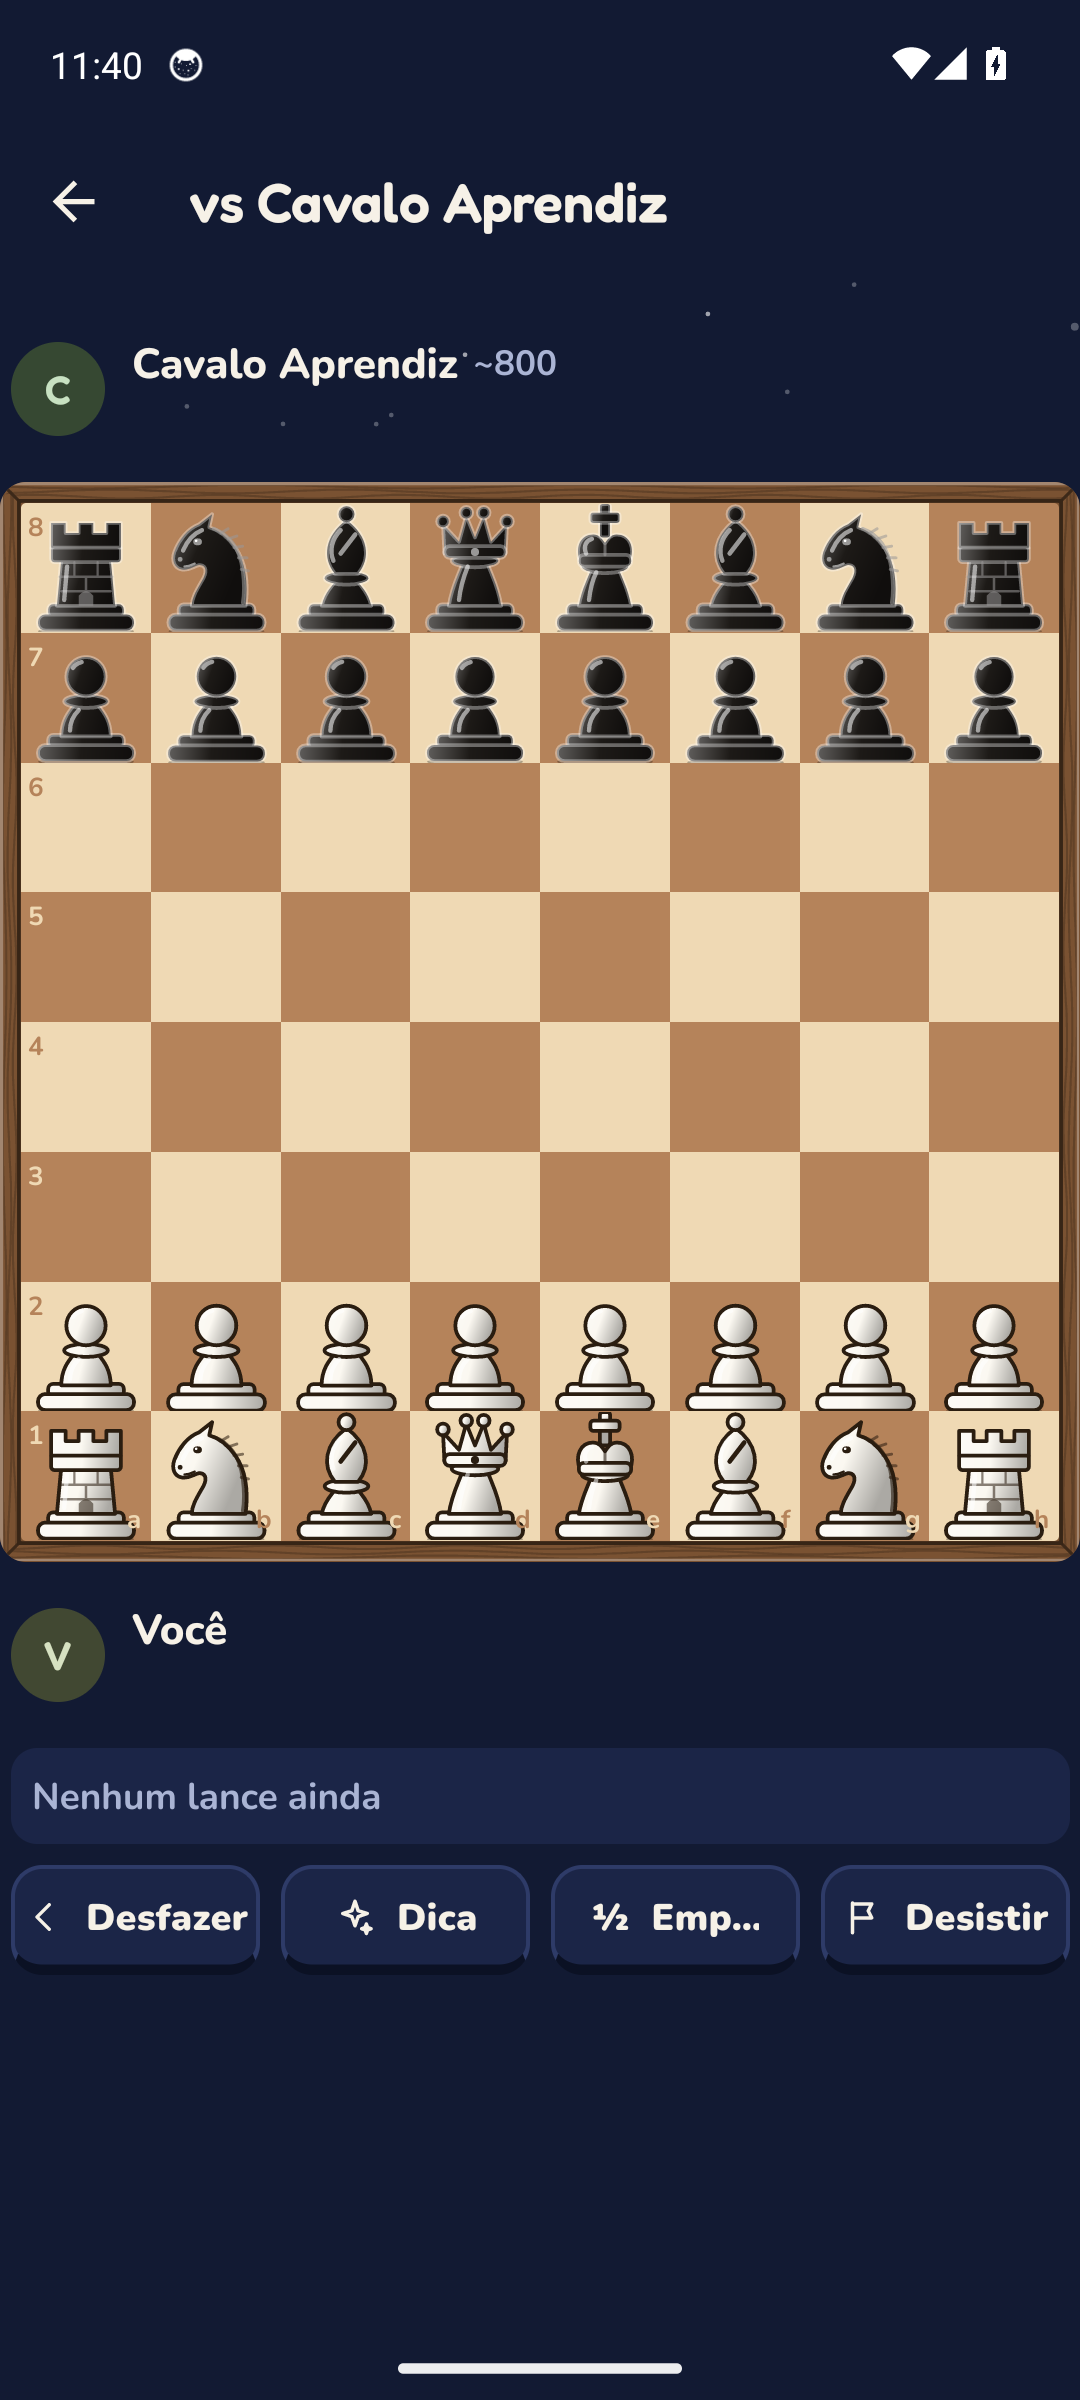 11:40
vs Cavalo Aprendiz
C
Cavalo Aprendiz ~800
8
7
6
5
4
3
2
1
a b c d e f g h
V
Você
Nenhum lance ainda
Desfazer Dica ½ Emp... Desistir